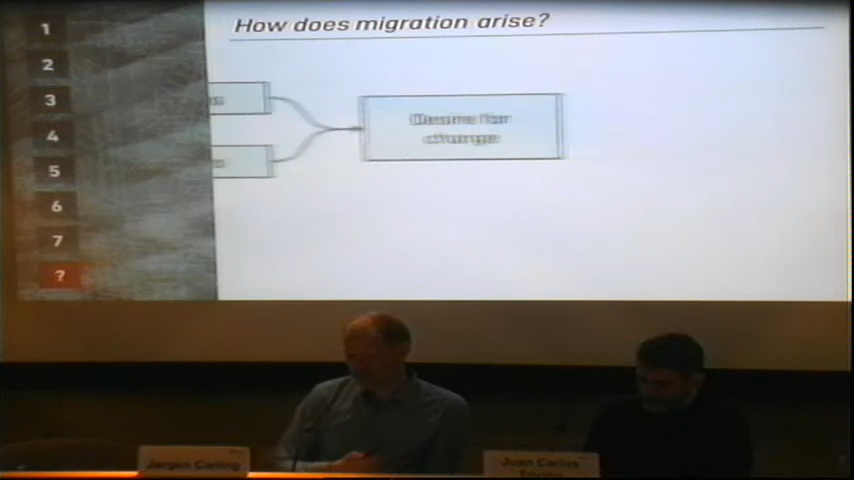 How does migration arise?
1
2
3
4
5
6
7
?
Desire for
change
Jørgen Carling
Juan Carlos